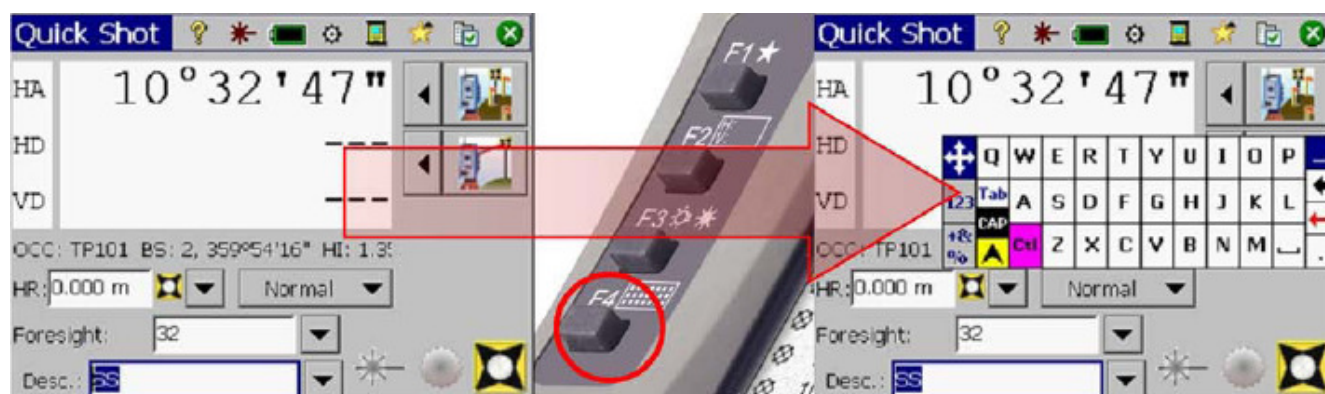 Quick Shot
HA 10°32'47"
HD ---
VD ---
OCC: TP101 BS: 2, 359°54'16" HI: 1.35
HR: 0.000 m Normal
Foresight: 32
Desc.: SS
F1
F2
F3
F4
Quick Shot
HA 10°32'47"
HD
Q W E R T Y U I O P
VD
123 Tab A S D F G H J K L
CAP
OCC: TP101
+& % Ctl Z X C V B N M
HR: 0.000 m Normal
Foresight: 32
Desc.: SS